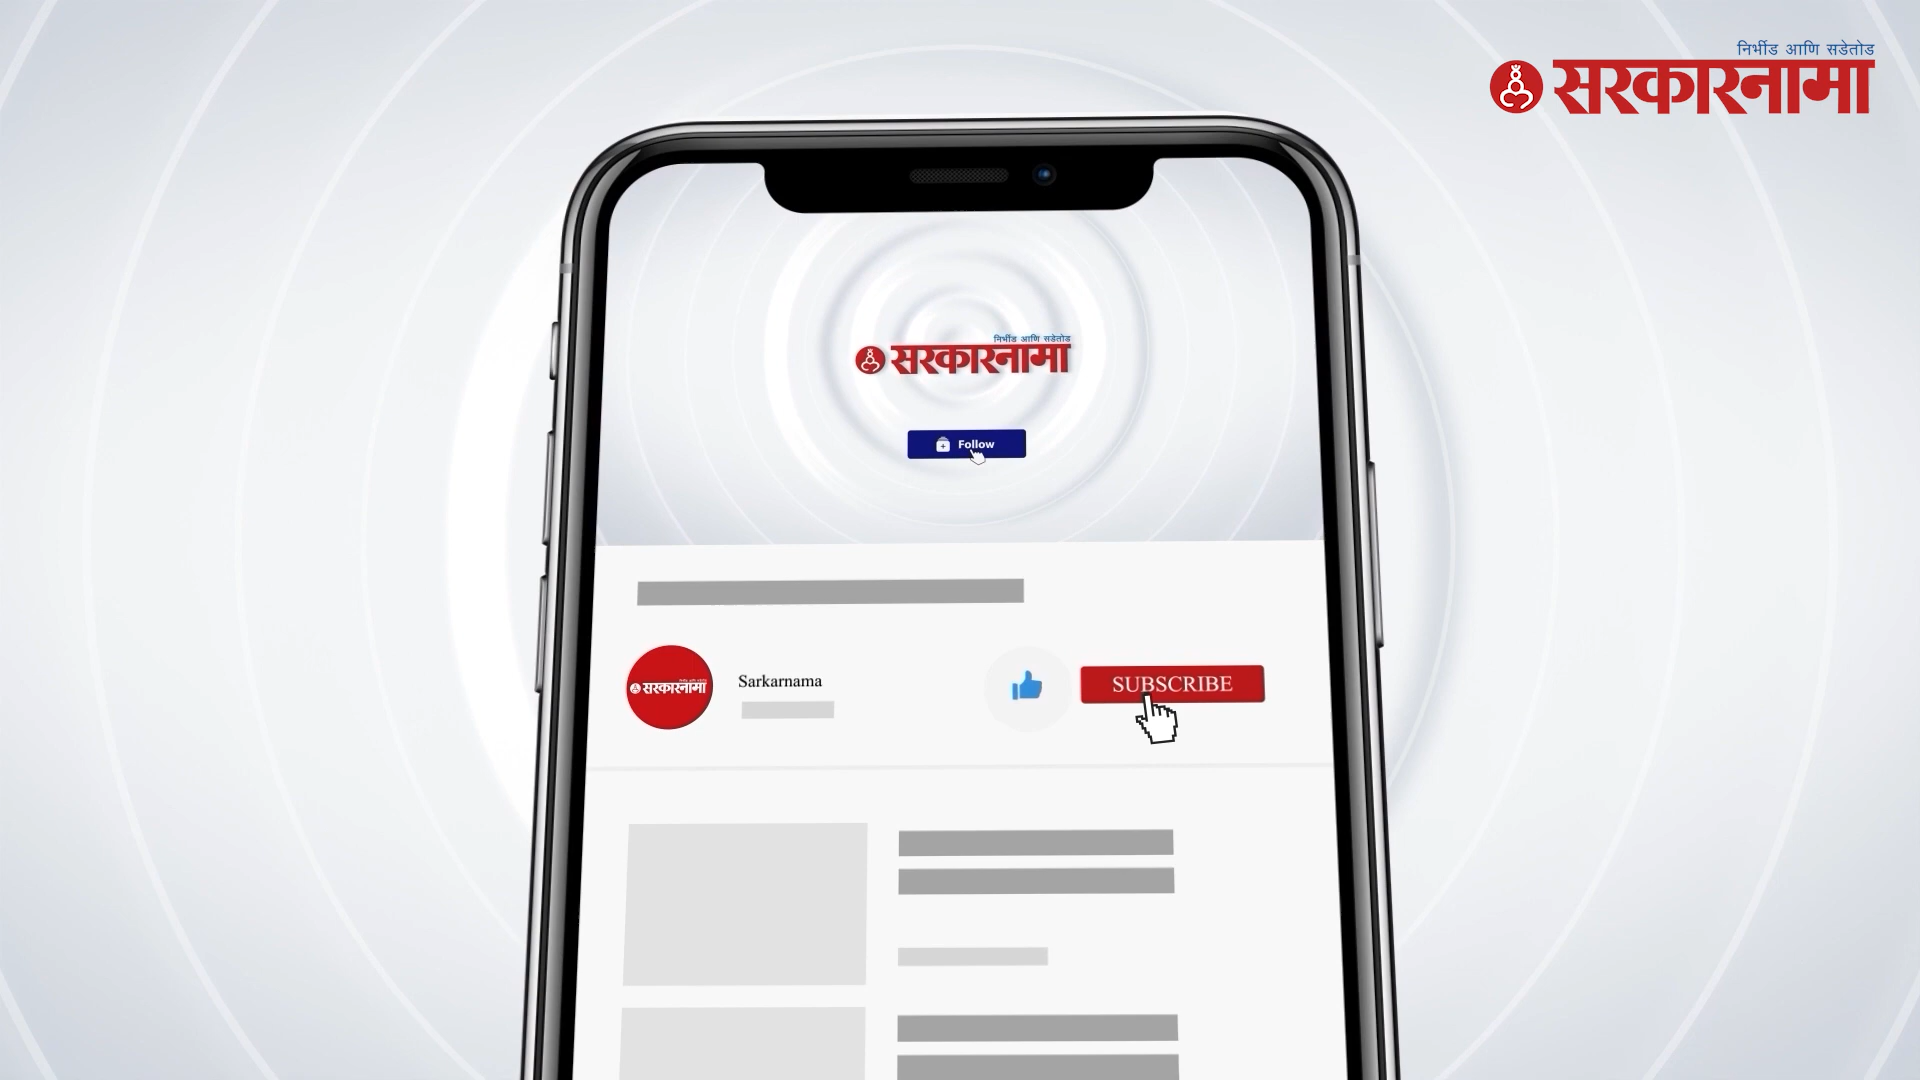 निर्भीड आणि सडेतोड
सरकारनामा
निर्भीड आणि सडेतोड
सरकारनामा
Follow
सरकारनामा
Sarkarnama
SUBSCRIBE